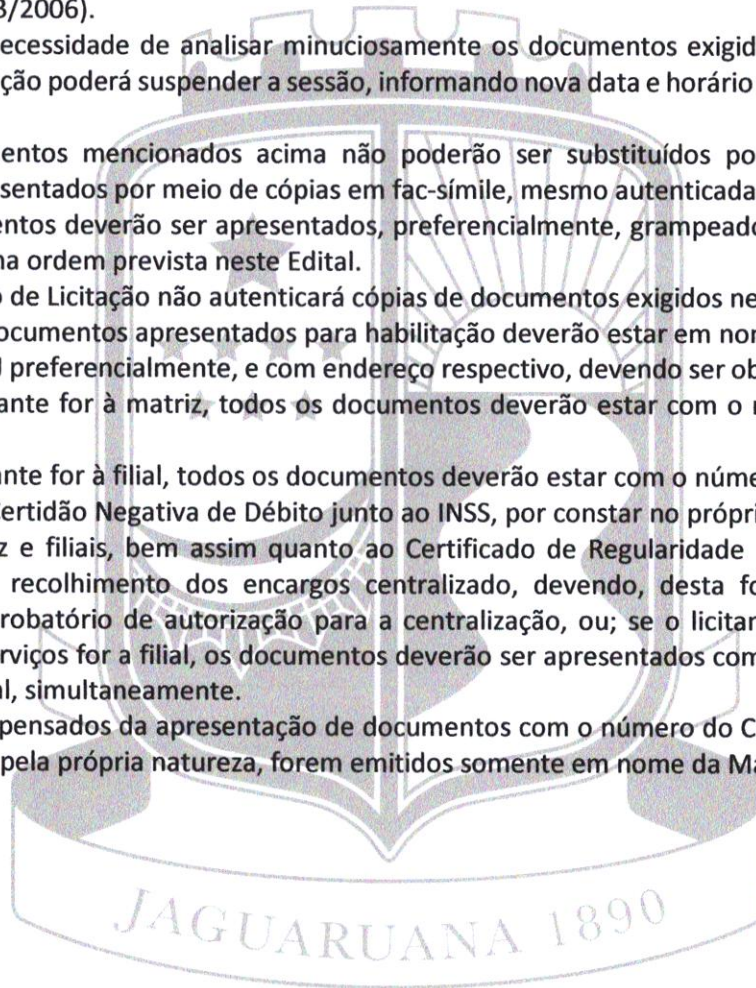 3/2006).
ecessidade de analisar minuciosamente os documentos exigid
ção poderá suspender a sessão, informando nova data e horário
entos mencionados acima não poderão ser substituídos po
sentados por meio de cópias em fac-símile, mesmo autenticada
entos deverão ser apresentados, preferencialmente, grampeado
na ordem prevista neste Edital.
o de Licitação não autenticará cópias de documentos exigidos ne
ocumentos apresentados para habilitação deverão estar em nor
preferencialmente, e com endereço respectivo, devendo ser ob
ante for à matriz, todos os documentos deverão estar com o
nte for à filial, todos os documentos deverão estar com o núme
Certidão Negativa de Débito junto ao INSS, por constar no própri
z e filiais, bem assim quanto ao Certificado de Regularidade
recolhimento dos encargos centralizado, devendo, desta fo
robatório de autorização para a centralização, ou; se o licitar
erviços for a filial, os documentos deverão ser apresentados com
al, simultaneamente.
pensados da apresentação de documentos com o número do C
pela própria natureza, forem emitidos somente em nome da Ma
JAGUARUANA 1890